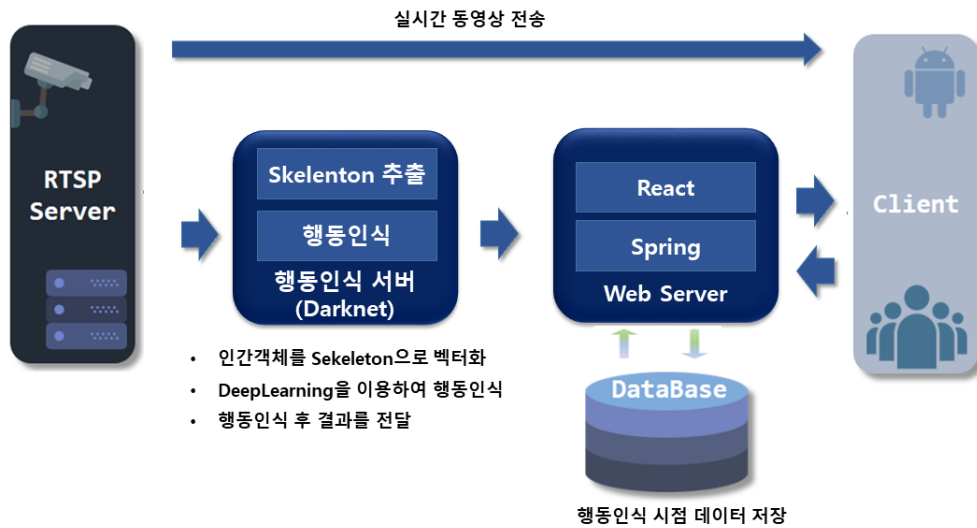 실시간 동영상 전송
RTSP
Server
Skelenton 추출
행동인식
행동인식 서버
(Darknet)
React
Spring
Web Server
Client
• 인간객체를 Sekeleton으로 벡터화
• DeepLearning을 이용하여 행동인식
• 행동인식 후 결과를 전달
DataBase
행동인식 시점 데이터 저장